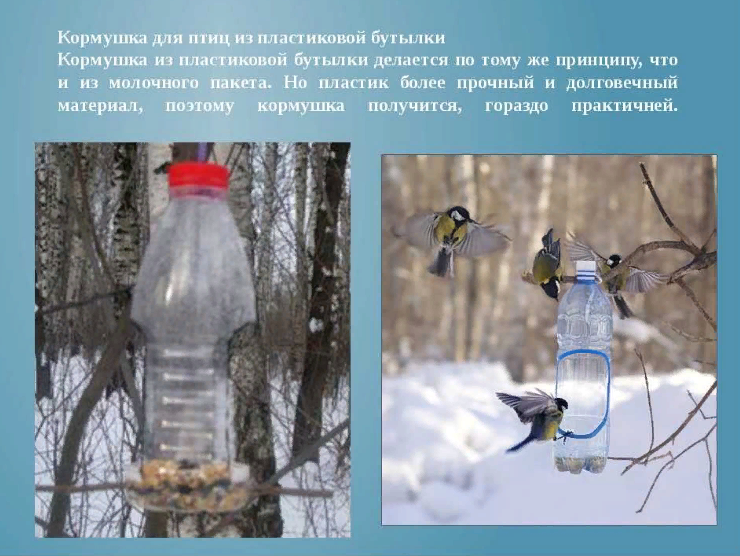 Кормушка для птиц из пластиковой бутылки
Кормушка из пластиковой бутылки делается по тому же принципу, что
и из молочного пакета. Но пластик более прочный и долговечный
материал, поэтому кормушка получится, гораздо практичней.